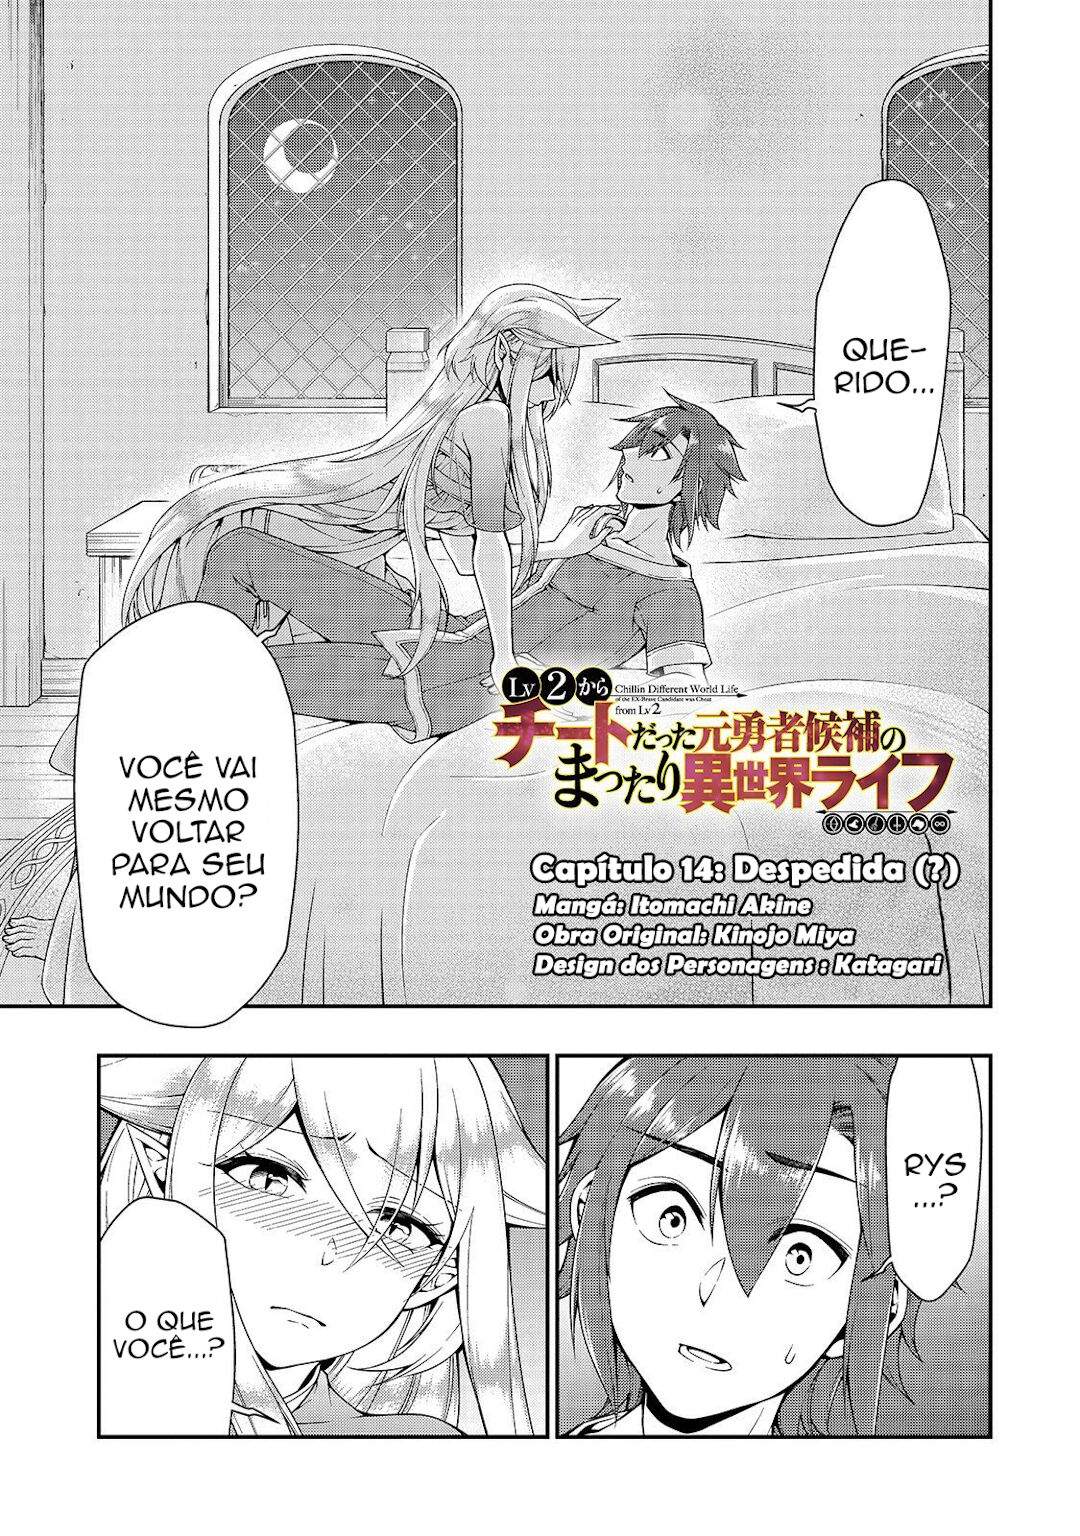 QUE-
RIDO...
VOCÊ VAI
MESMO
VOLTAR
PARA SEU
MUNDO?
Lv2から
Chillin Different World Life
of the EX-Brave Candidate was Cheat
from Lv2
チートだった元勇者候補の
まったり異世界ライフ
Capítulo 14: Despedida (?)
Mangá: Itomachi Akine
Obra Original: Kinojo Miya
Design dos Personagens : Katagari
RYS
...?
O QUE
VOCÊ...?